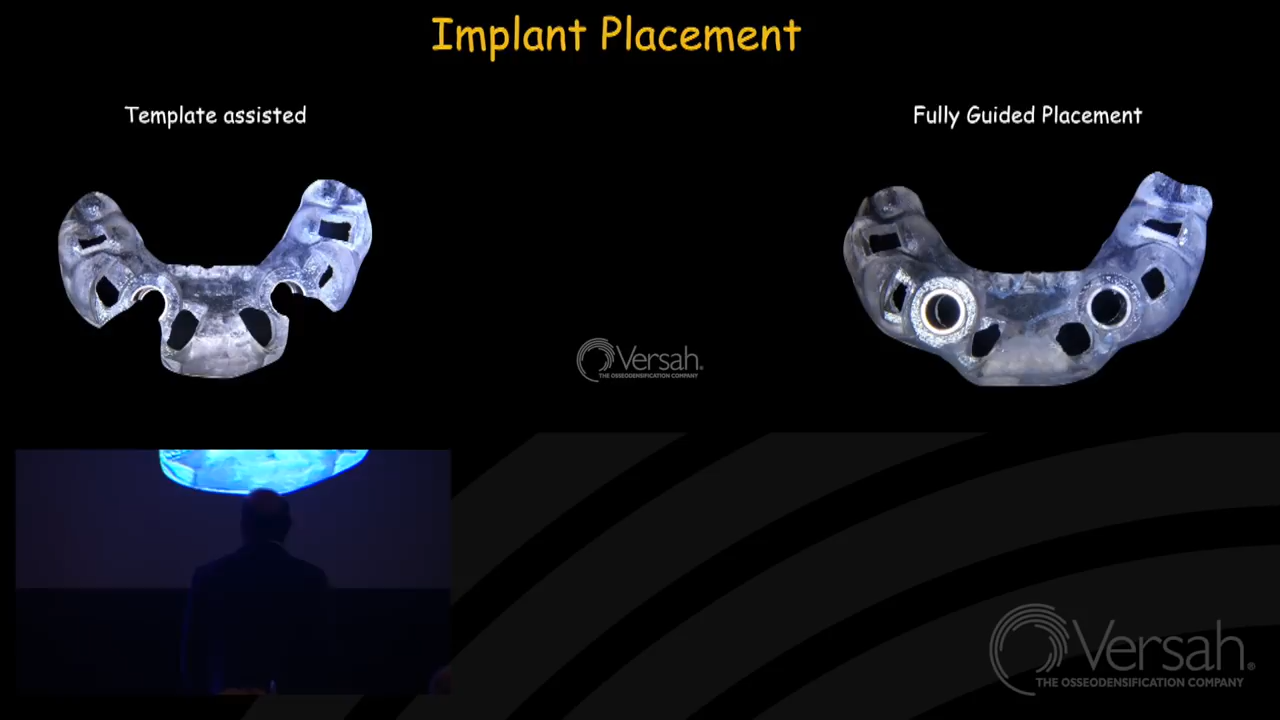 Implant Placement
Template assisted
Fully Guided Placement
Versah®
THE OSSEODENSIFICATION COMPANY
Versah®
THE OSSEODENSIFICATION COMPANY